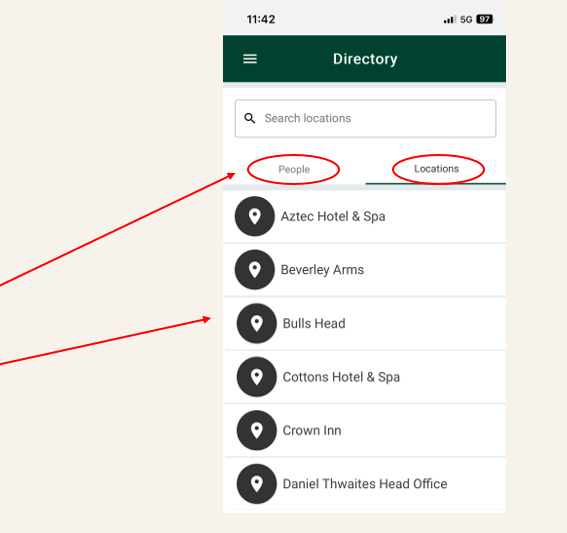 11:42 5G 97
Directory
Search locations
People Locations
Aztec Hotel & Spa
Beverley Arms
Bulls Head
Cottons Hotel & Spa
Crown Inn
Daniel Thwaites Head Office